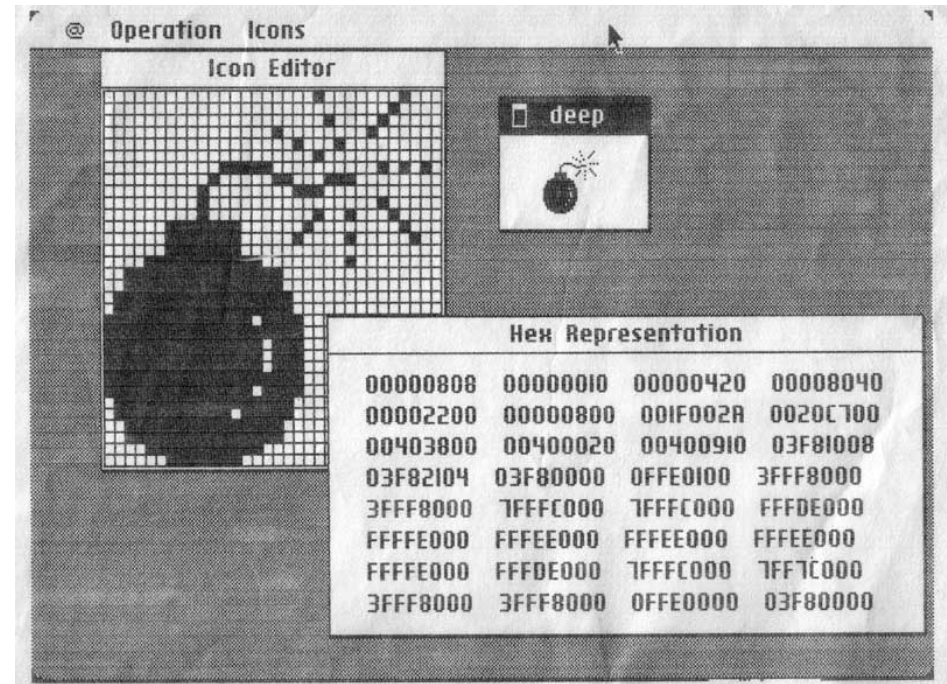 @ Operation Icons
Icon Editor
deep
Hex Representation
00000808 00000010 00000420 00008040
00002200 00000800 001F002A 0020C700
00403800 00400020 00400910 03F81008
03F82104 03F80000 0FFE0100 3FFF8000
3FFF8000 7FFFC000 7FFFC000 FFFDE000
FFFFE000 FFFEE000 FFFEE000 FFFEE000
FFFFE000 FFFDE000 7FFFC000 7FF7C000
3FFF8000 3FFF8000 0FFE0000 03F80000